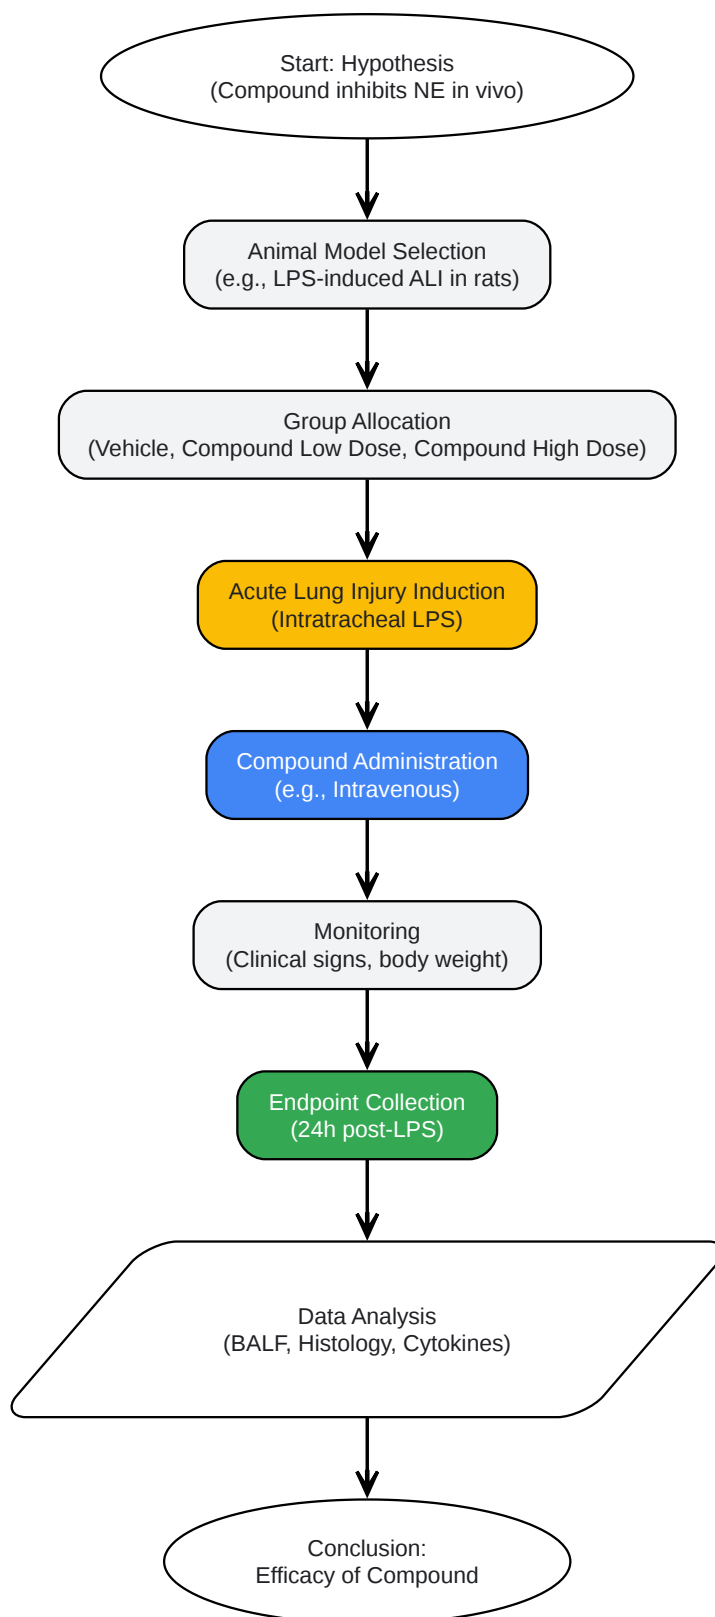 Start: Hypothesis
(Compound inhibits NE in vivo)
Animal Model Selection
(e.g., LPS-induced ALI in rats)
Group Allocation
(Vehicle, Compound Low Dose, Compound High Dose)
Acute Lung Injury Induction
(Intratracheal LPS)
Compound Administration
(e.g., Intravenous)
Monitoring
(Clinical signs, body weight)
Endpoint Collection
(24h post-LPS)
Data Analysis
(BALF, Histology, Cytokines)
Conclusion:
Efficacy of Compound